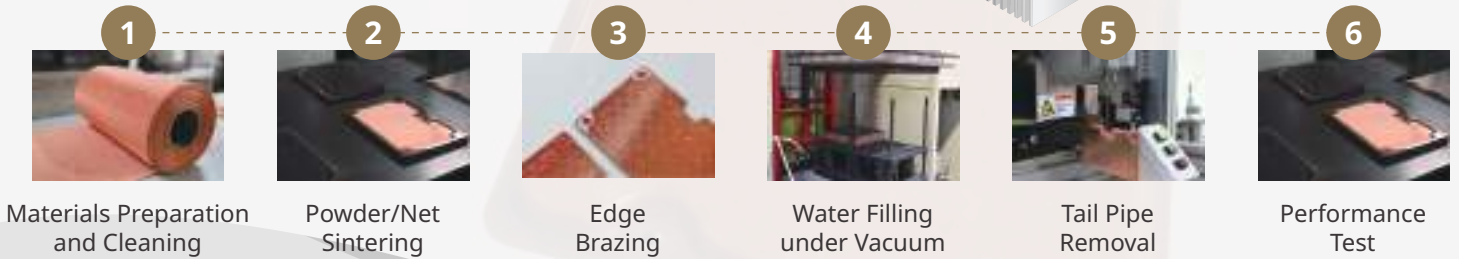 1
2
3
4
5
6
Materials Preparation
and Cleaning
Powder/Net
Sintering
Edge
Brazing
Water Filling
under Vacuum
Tail Pipe
Removal
Performance
Test